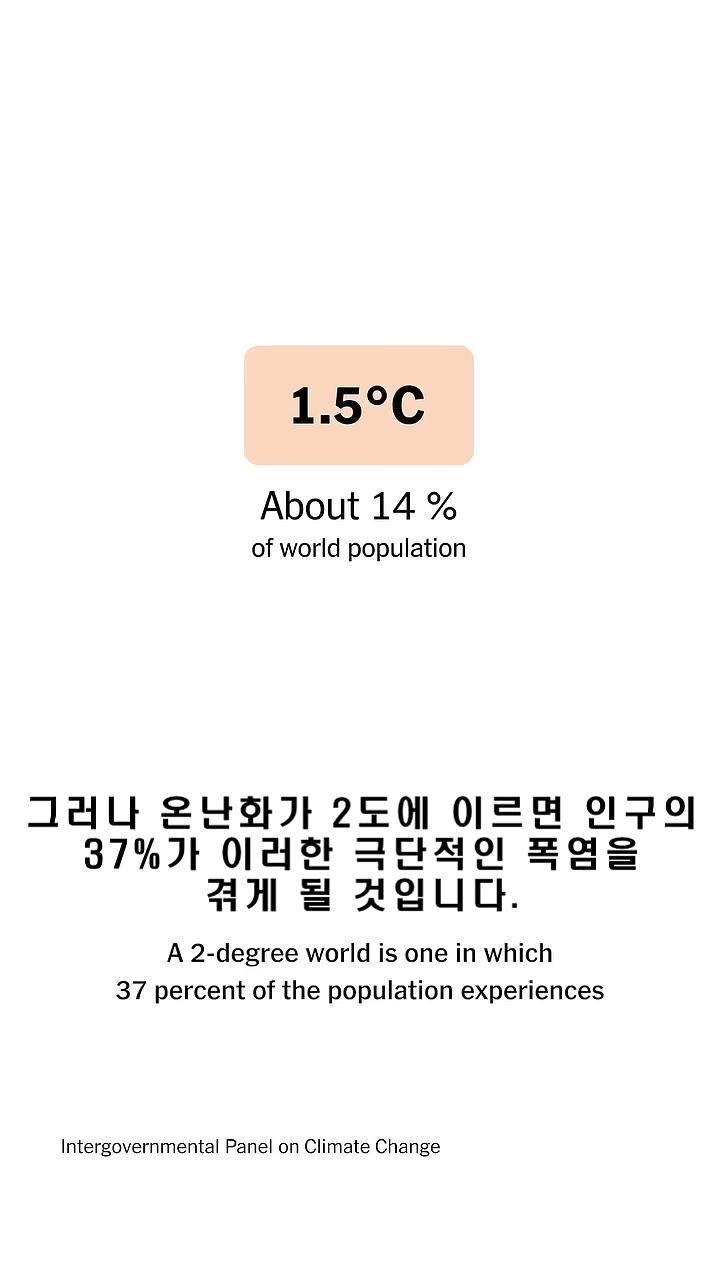 1.5°C
About 14 %
of world population
그러나 온난화가 2도에 이르면 인구의
37%가 이러한 극단적인 폭염을
겪게 될 것입니다.
A 2-degree world is one in which
37 percent of the population experiences
Intergovernmental Panel on Climate Change